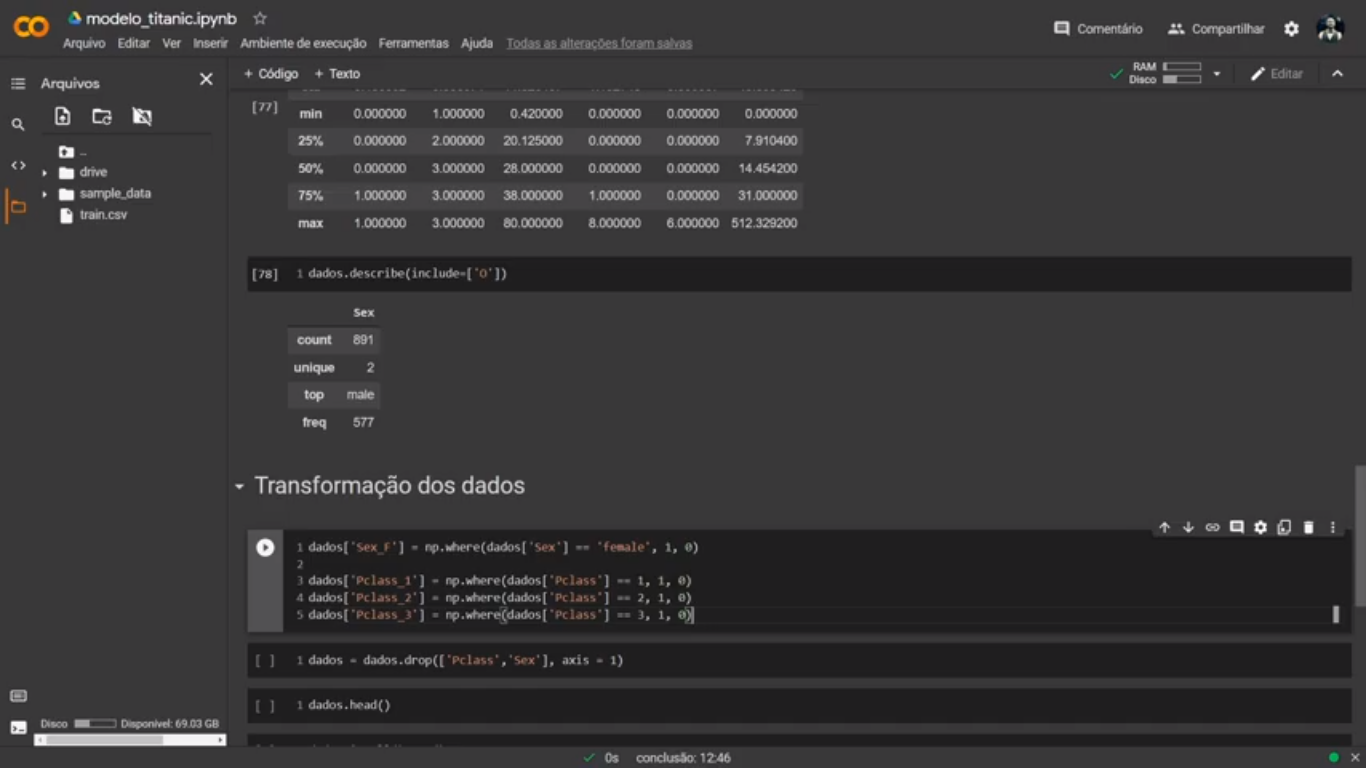 modelo_titanic.ipynb
Comentário Compartilhar
Arquivo Editar Ver Inserir Ambiente de execução Ferramentas Ajuda Todas as alterações foram salvas
Arquivos
+ Código + Texto
RAM
Disco
Editar
..
drive
sample_data
train.csv
[77]
min 0.000000 1.000000 0.420000 0.000000 0.000000 0.000000
25% 0.000000 2.000000 20.125000 0.000000 0.000000 7.910400
50% 0.000000 3.000000 28.000000 0.000000 0.000000 14.454200
75% 1.000000 3.000000 38.000000 1.000000 0.000000 31.000000
max 1.000000 3.000000 80.000000 8.000000 6.000000 512.329200
[78] 1 dados.describe(include=['O'])
Sex
count 891
unique 2
top male
freq 577
Transformação dos dados
1 dados['Sex_F'] = np.where(dados['Sex'] == 'female', 1, 0)
2
3 dados['Pclass_1'] = np.where(dados['Pclass'] == 1, 1, 0)
4 dados['Pclass_2'] = np.where(dados['Pclass'] == 2, 1, 0)
5 dados['Pclass_3'] = np.where(dados['Pclass'] == 3, 1, 0)
[ ] 1 dados = dados.drop(['Pclass','Sex'], axis = 1)
[ ] 1 dados.head()
Disco Disponível: 69.03 GB
0s conclusão: 12:46